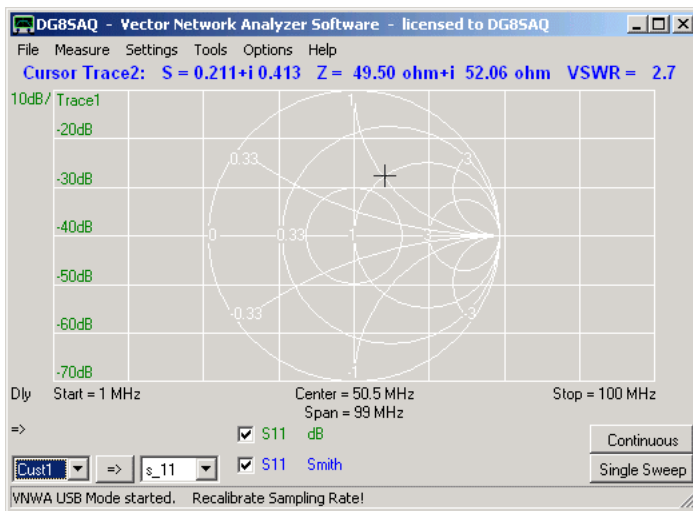 DG8SAQ - Vector Network Analyzer Software - licensed to DG8SAQ
File Measure Settings Tools Options Help
Cursor Trace2: S = 0.211+i 0.413 Z = 49.50 ohm+i 52.06 ohm VSWR = 2.7
10dB/ Trace1
1
-20dB
0.33
3
-30dB
-40dB
0
0.33
1
3
-50dB
-0.33
-3
-60dB
-70dB
-1
Dly Start = 1 MHz Center = 50.5 MHz Stop = 100 MHz
Span = 99 MHz
=> S11 dB
Continuous
Cust1 => s_11 S11 Smith Single Sweep
VNWA USB Mode started. Recalibrate Sampling Rate!